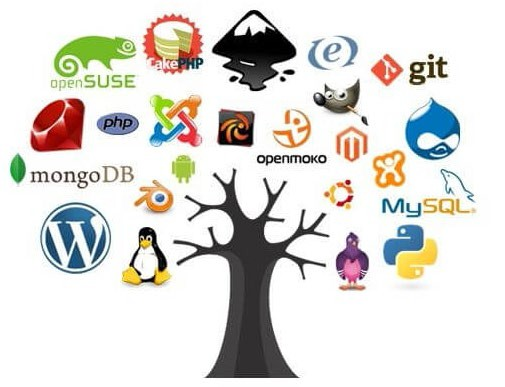 openSUSE
CakePHP
e
git
php
openmoko
mongoDB
MySQL®
W